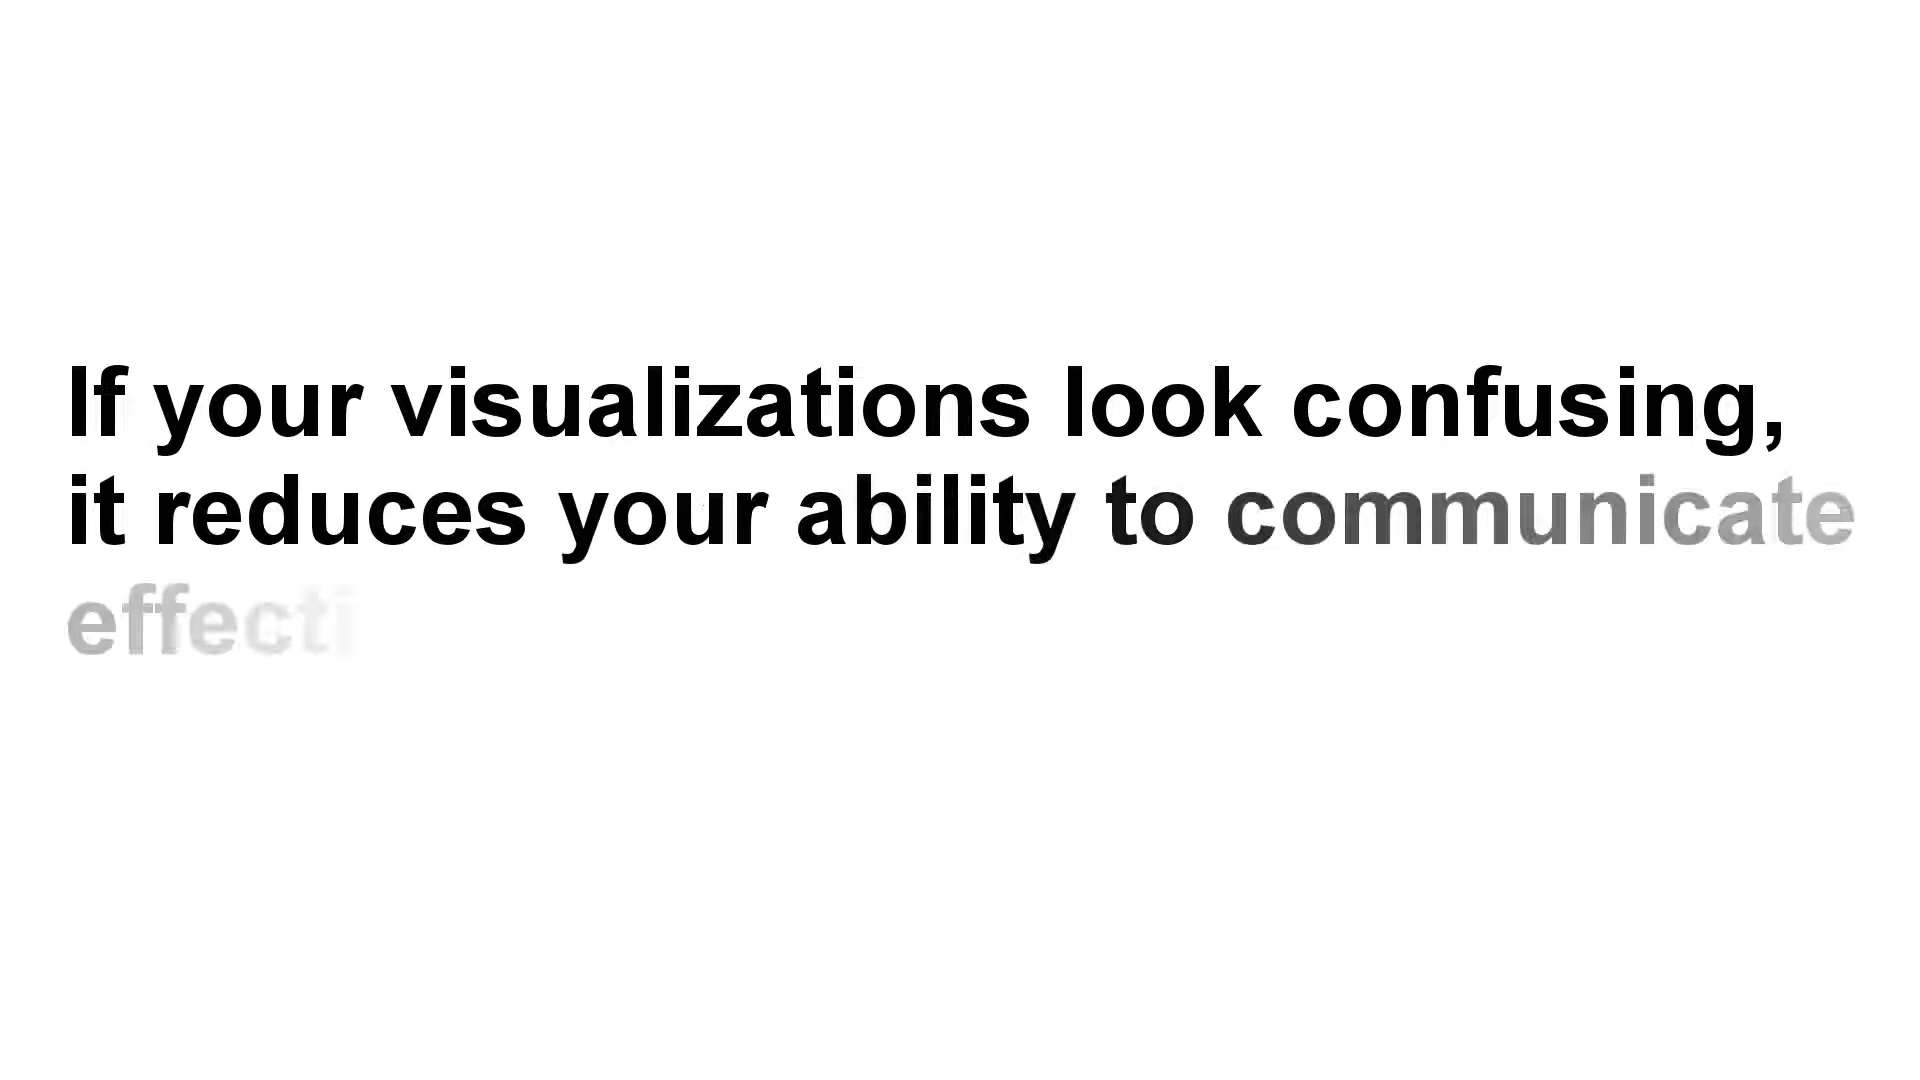 If your visualizations look confusing,
it reduces your ability to communicate
effecti